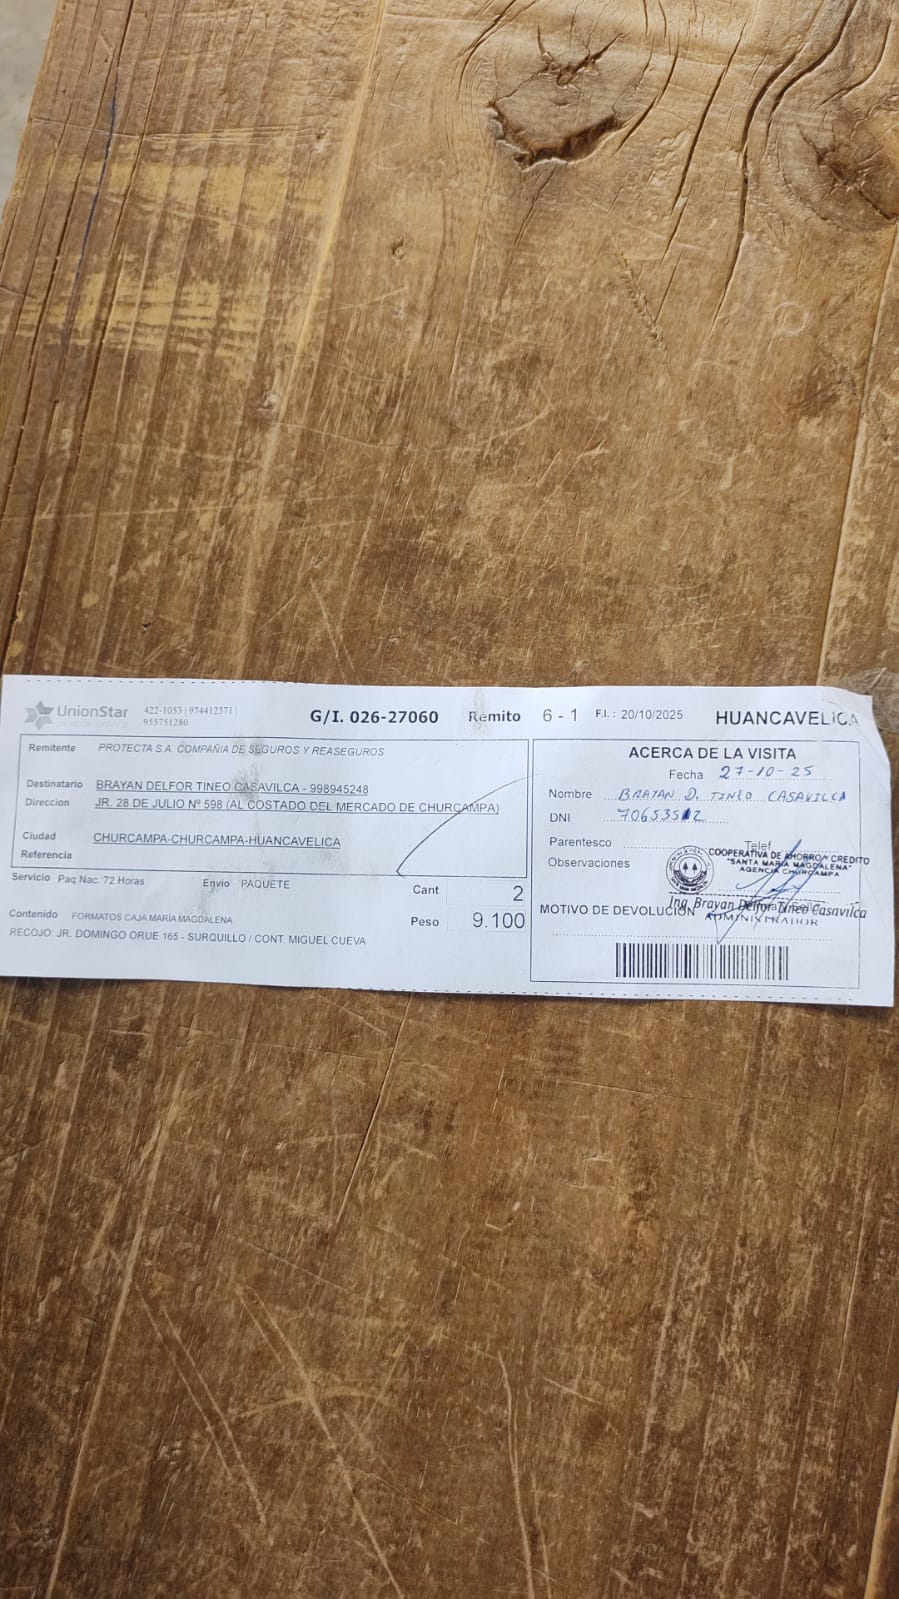 UnionStar
422-1053 | 974412571 |
955751280
G/I. 026-27060
Remito 6 - 1
F.I. : 20/10/2025
HUANCAVELICA
Remitente PROTECTA S.A. COMPAÑIA DE SEGUROS Y REASEGUROS
Destinatario BRAYAN DELFOR TINEO CASAVILCA - 998945248
Direccion JR. 28 DE JULIO Nº 598 (AL COSTADO DEL MERCADO DE CHURCAMPA)
Ciudad CHURCAMPA-CHURCAMPA-HUANCAVELICA
Referencia
Servicio Paq.Nac. 72 Horas Envio PAQUETE
Cant 2
Contenido FORMATOS CAJA MARIA MAGDALENA
Peso 9.100
RECOJO: JR. DOMINGO ORUE 165 - SURQUILLO / CONT. MIGUEL CUEVA
ACERCA DE LA VISITA
Fecha 27-10-25
Nombre BRAYAN D. TINEO CASAVILCA
DNI
Parentesco Telef.
Observaciones
COOPERATIVA DE AHORRO Y CREDITO
"SANTA MARIA MAGDALENA"
AGENCIA CHURCAMPA
Ing. Brayan Delfor Tineo Casavilca
ADMINISTRADOR
MOTIVO DE DEVOLUCIÓN